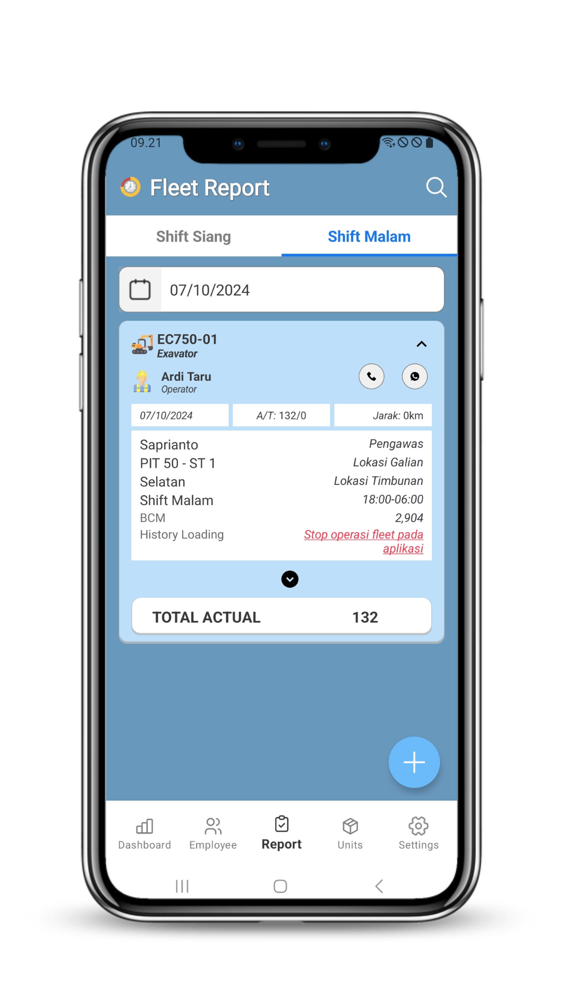 09.21
Fleet Report
Shift Siang
Shift Malam
07/10/2024
EC750-01
Exavator
Ardi Taru
Operator
07/10/2024
A/T: 132/0
Jarak: 0km
Saprianto Pengawas
PIT 50 - ST 1 Lokasi Galian
Selatan Lokasi Timbunan
Shift Malam 18:00-06:00
BCM 2,904
History Loading Stop operasi fleet pada
aplikasi
TOTAL ACTUAL 132
Dashboard
Employee
Report
Units
Settings